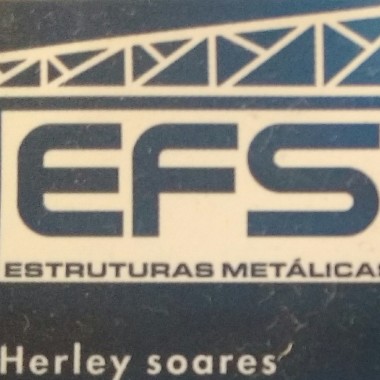 EFS
ESTRUTURAS METÁLICAS
Herley soares